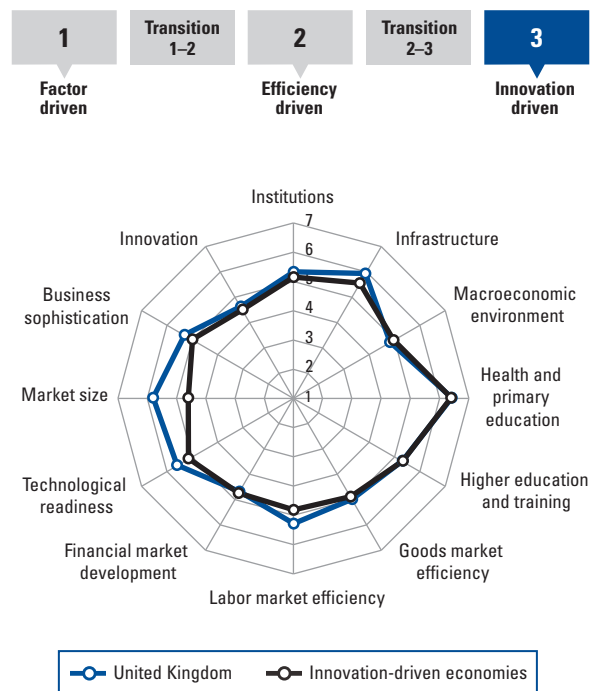 1
Transition
1–2
2
Transition
2–3
3
Factor
driven
Efficiency
driven
Innovation
driven
Institutions
7
Innovation
Infrastructure
6
5
Business
sophistication
Macroeconomic
environment
4
3
2
Market size
1
Health and
primary
education
Technological
readiness
Higher education
and training
Financial market
development
Goods market
efficiency
Labor market efficiency
United Kingdom
Innovation-driven economies